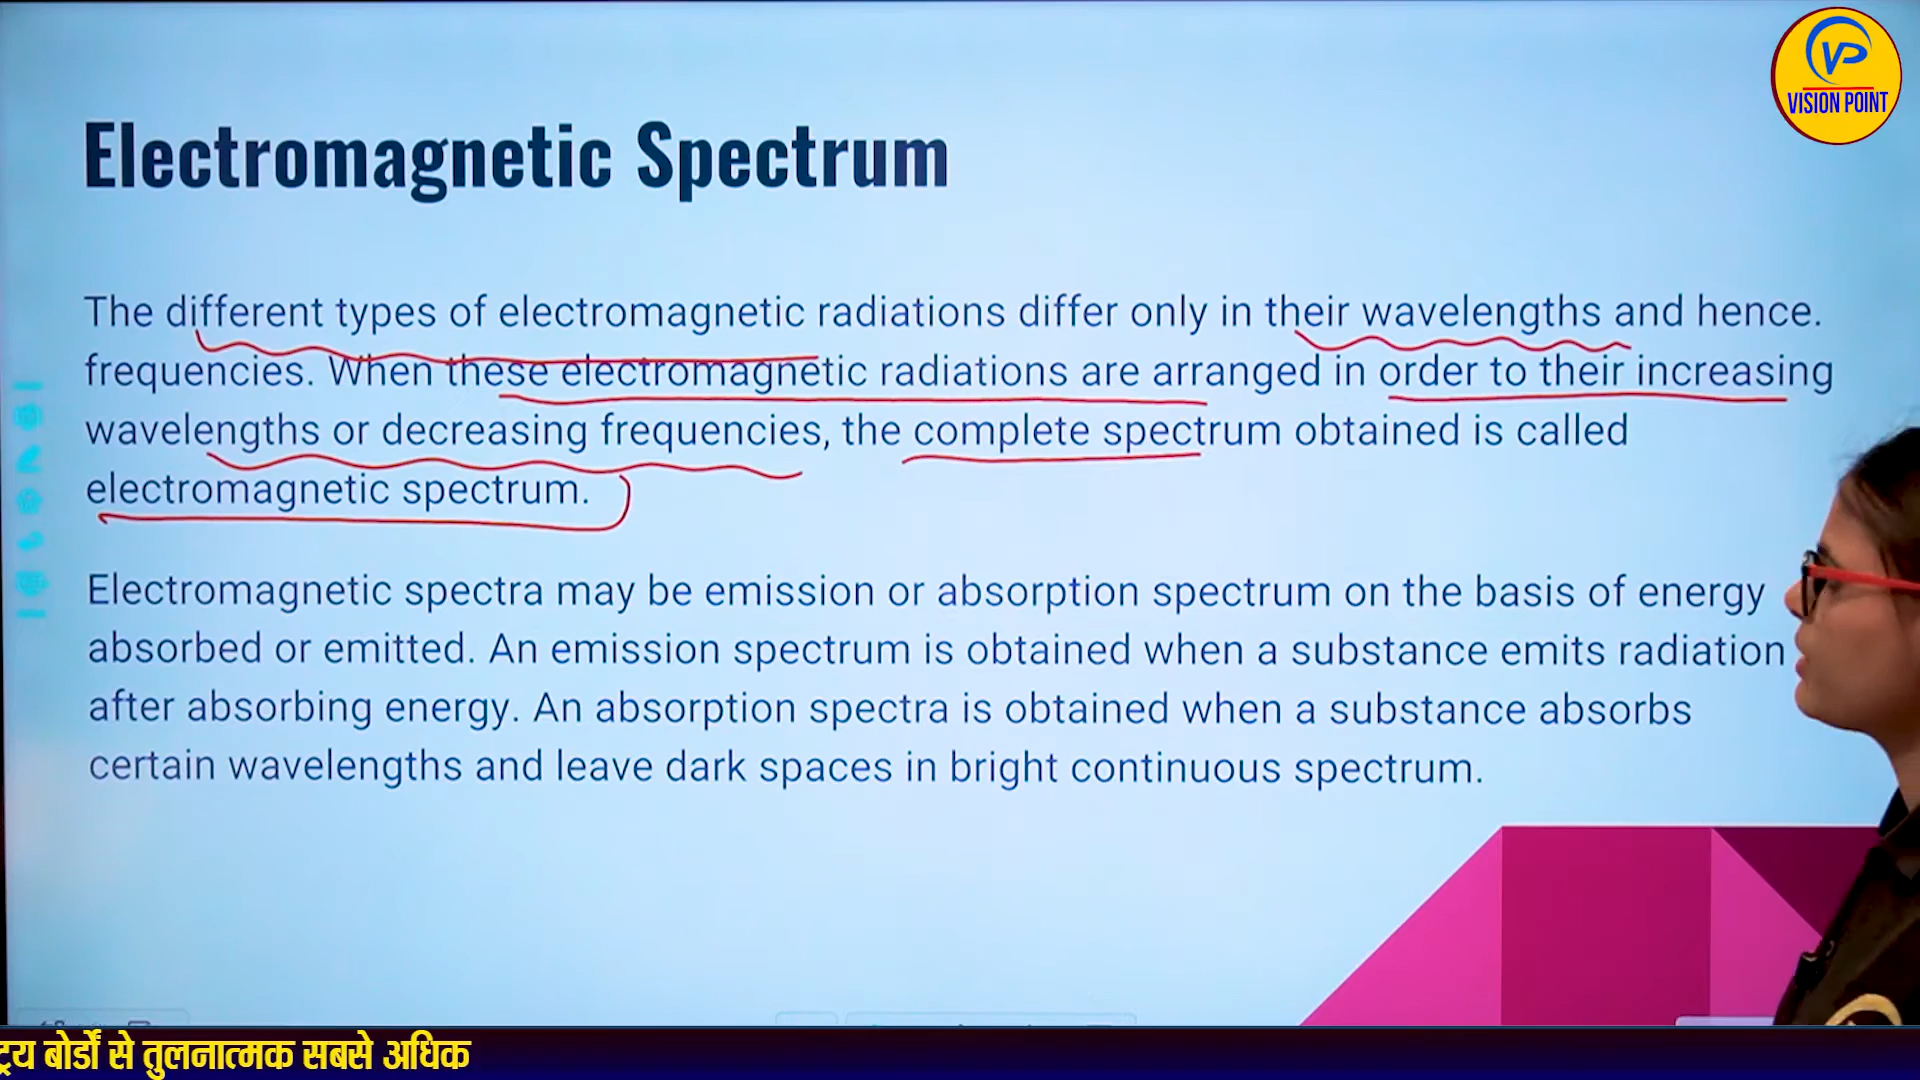 VP
VISION POINT
Electromagnetic Spectrum
The different types of electromagnetic radiations differ only in their wavelengths and hence.
frequencies. When these electromagnetic radiations are arranged in order to their increasing
wavelengths or decreasing frequencies, the complete spectrum obtained is called
electromagnetic spectrum.
Electromagnetic spectra may be emission or absorption spectrum on the basis of energy
absorbed or emitted. An emission spectrum is obtained when a substance emits radiation
after absorbing energy. An absorption spectra is obtained when a substance absorbs
certain wavelengths and leave dark spaces in bright continuous spectrum.
बोर्डों से तुलनात्मक सबसे अधिक